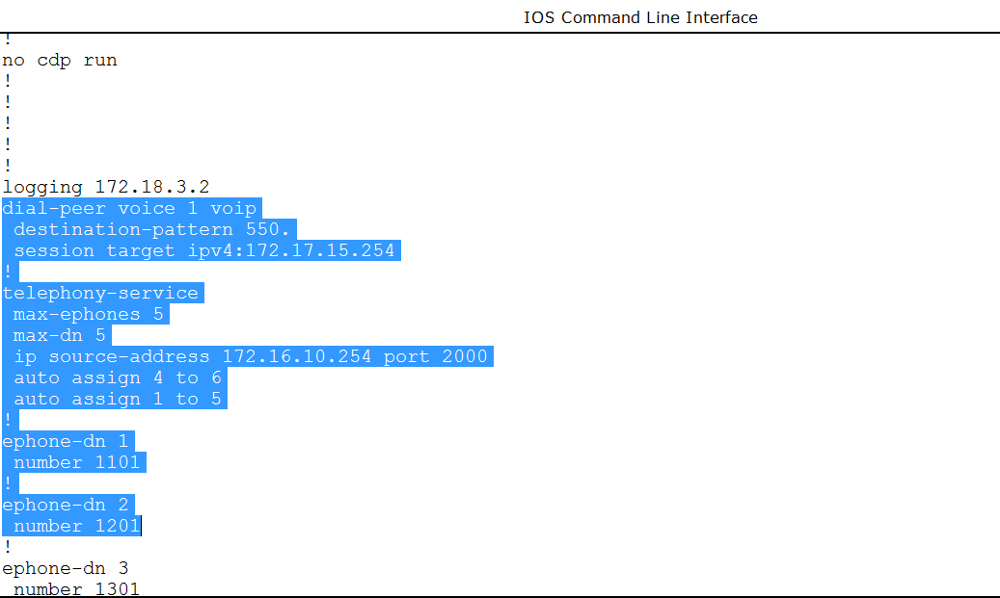 IOS Command Line Interface
!
no cdp run
!
!
!
!
!
logging 172.18.3.2
dial-peer voice 1 voip
destination-pattern 550.
session target ipv4:172.17.15.254
!
telephony-service
max-ephones 5
max-dn 5
ip source-address 172.16.10.254 port 2000
auto assign 4 to 6
auto assign 1 to 5
!
ephone-dn 1
number 1101
!
ephone-dn 2
number 1201
!
ephone-dn 3
number 1301